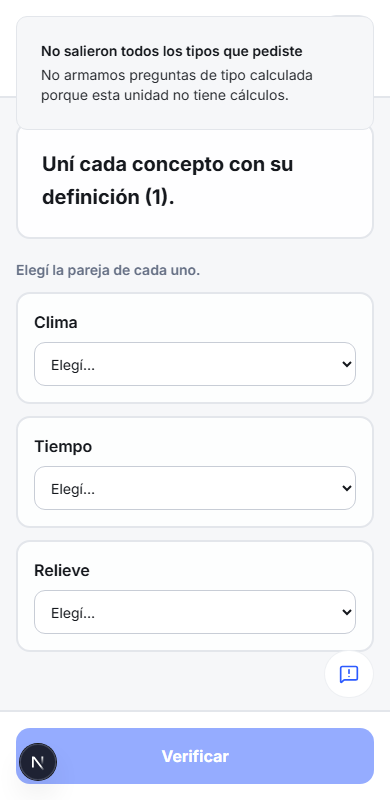 No salieron todos los tipos que pediste
No armamos preguntas de tipo calculada
porque esta unidad no tiene cálculos.
Uní cada concepto con su
definición (1).
Elegí la pareja de cada uno.
Clima
Elegí...
Tiempo
Elegí...
Relieve
Elegí...
N
Verificar